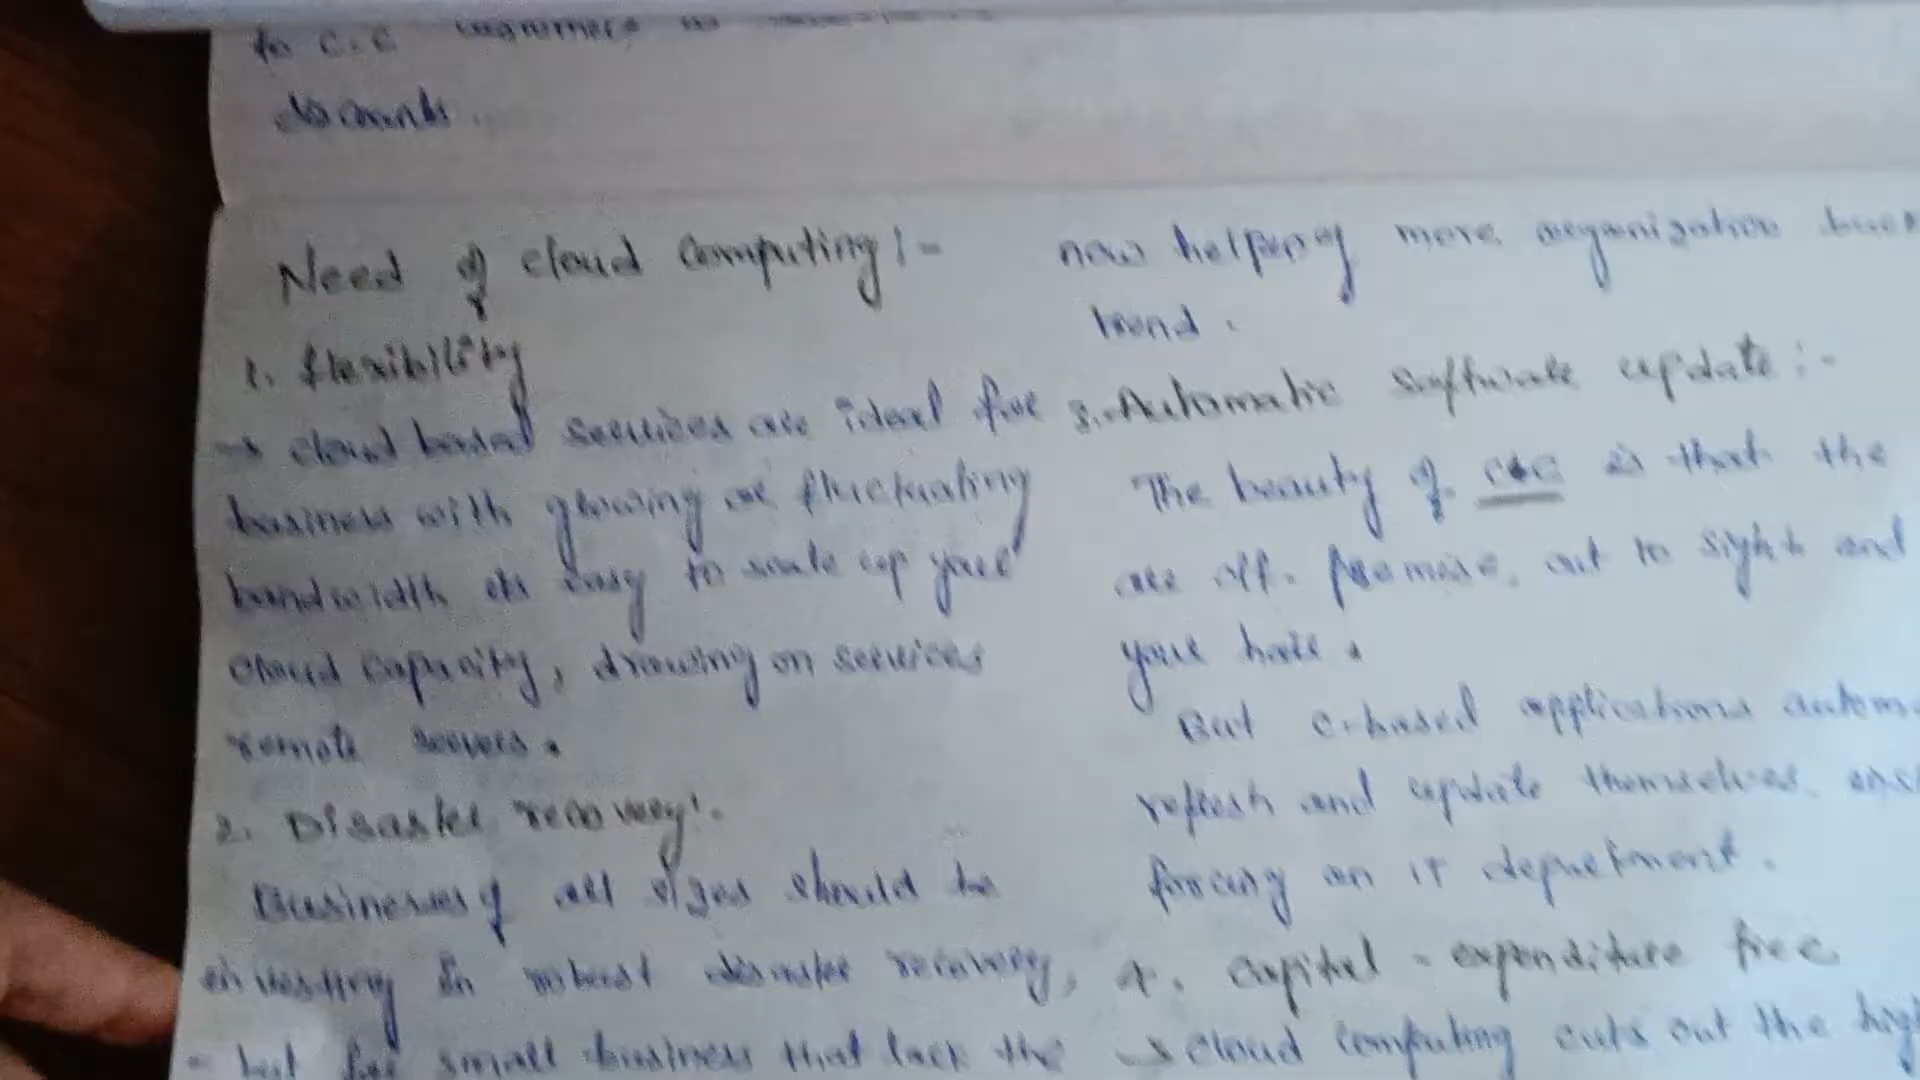 to C.C
discounts.
Need of cloud computing :-
1. flexibility
→ cloud based services are ideal for
business with glowing or fluctuating
bandwidth its easy to scale up your
cloud capacity, drawing on services
remote servers.
2. Disaster recovery:
Businesses of all sizes should be
investing in robust disaster recovery,
- but for small business that lack the
now helping more organization
trend.
3. Automatic software update :-
The beauty of C.C is that the
are off. premise, out to sight and
your hair.
But c-based applications
refresh and update themselves,
forcing an IT department.
4. Capital - expenditure free
→ cloud computing cuts out the